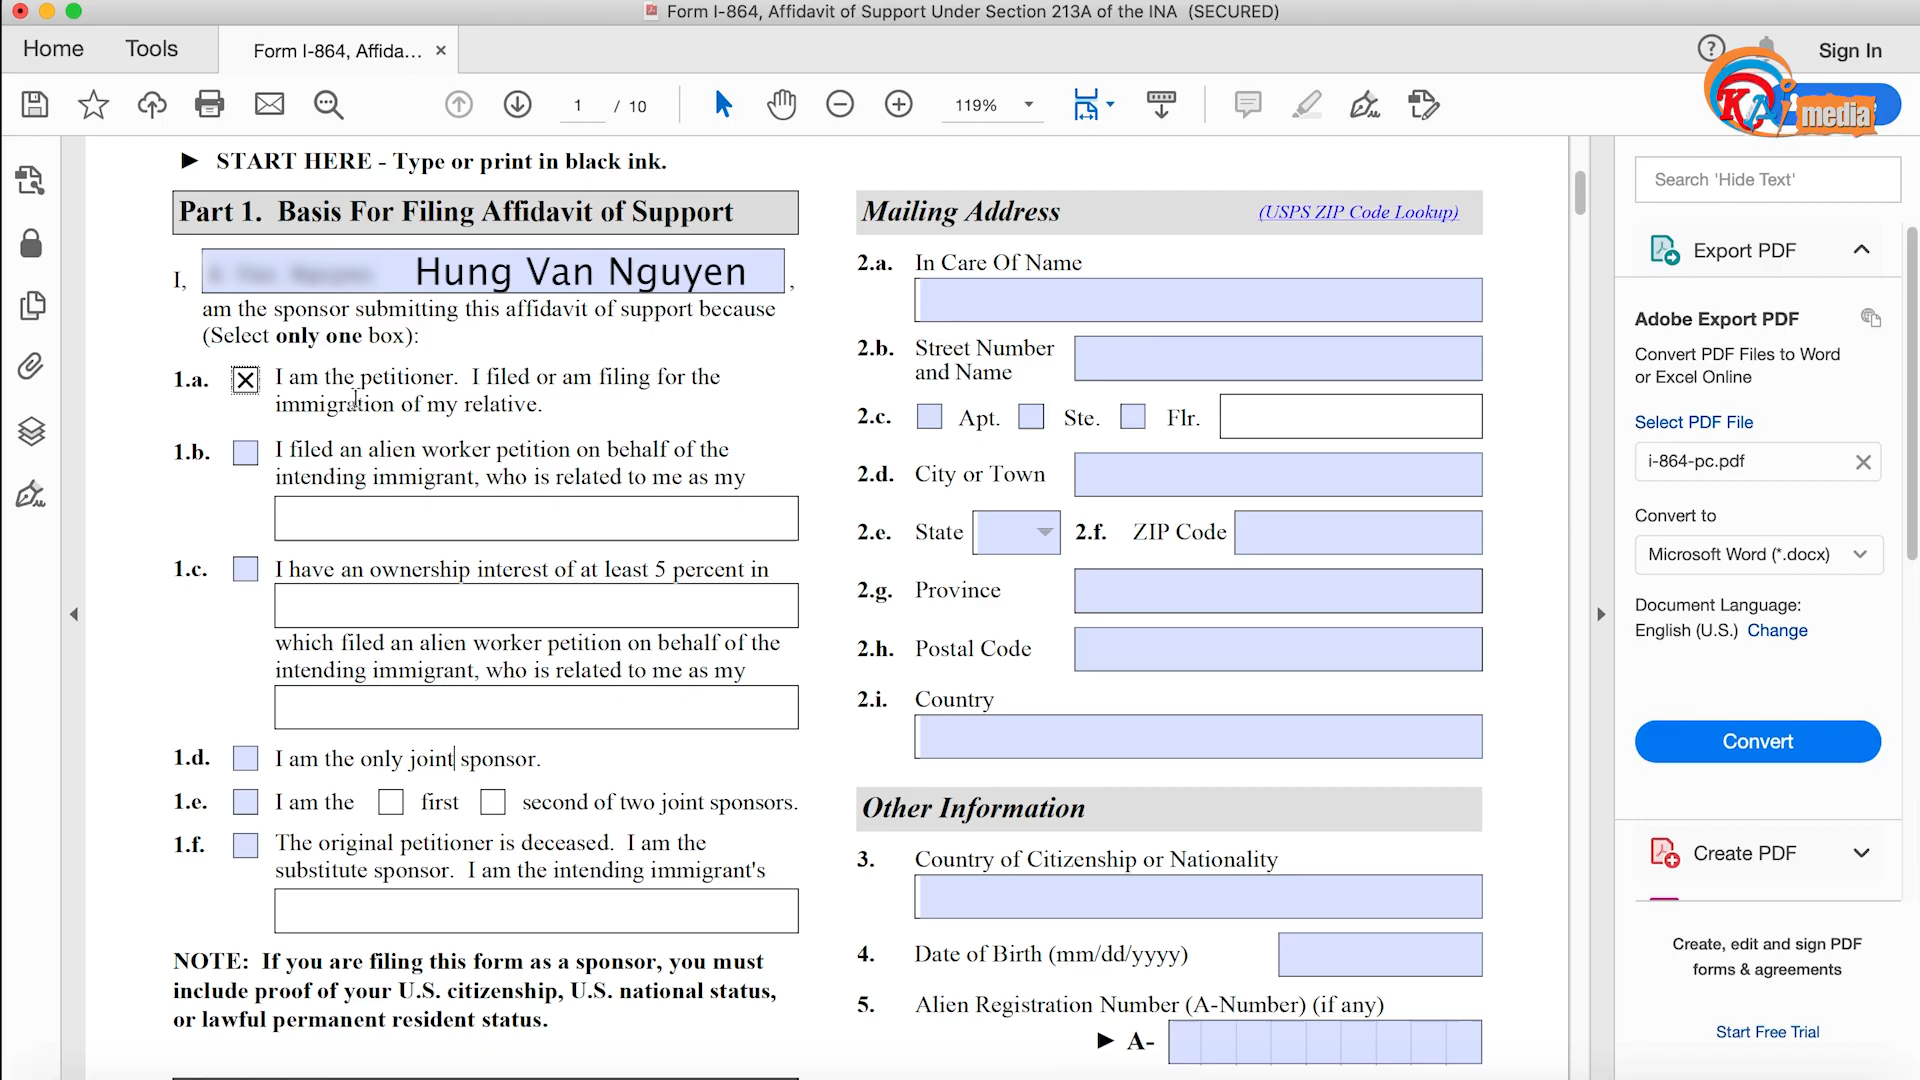 Form I-864, Affidavit of Support Under Section 213A of the INA (SECURED)
Home
Tools
Form I-864, Affida... ×
?
Sign In
KAI media
1 / 10
119%
► START HERE - Type or print in black ink.
Part 1. Basis For Filing Affidavit of Support
I, Hung Van Nguyen ,
am the sponsor submitting this affidavit of support because
(Select only one box):
1.a. X I am the petitioner. I filed or am filing for the
immigration of my relative.
1.b. I filed an alien worker petition on behalf of the
intending immigrant, who is related to me as my
1.c. I have an ownership interest of at least 5 percent in
which filed an alien worker petition on behalf of the
intending immigrant, who is related to me as my
1.d. I am the only joint sponsor.
1.e. I am the first second of two joint sponsors.
1.f. The original petitioner is deceased. I am the
substitute sponsor. I am the intending immigrant's
NOTE: If you are filing this form as a sponsor, you must
include proof of your U.S. citizenship, U.S. national status,
or lawful permanent resident status.
Mailing Address (USPS ZIP Code Lookup)
2.a. In Care Of Name
2.b. Street Number
and Name
2.c. Apt. Ste. Flr.
2.d. City or Town
2.e. State 2.f. ZIP Code
2.g. Province
2.h. Postal Code
2.i. Country
Other Information
3. Country of Citizenship or Nationality
4. Date of Birth (mm/dd/yyyy)
5. Alien Registration Number (A-Number) (if any)
► A-
Search 'Hide Text'
Export PDF
Adobe Export PDF
Convert PDF Files to Word
or Excel Online
Select PDF File
i-864-pc.pdf
Convert to
Microsoft Word (*.docx)
Document Language:
English (U.S.) Change
Convert
Create PDF
Create, edit and sign PDF
forms & agreements
Start Free Trial